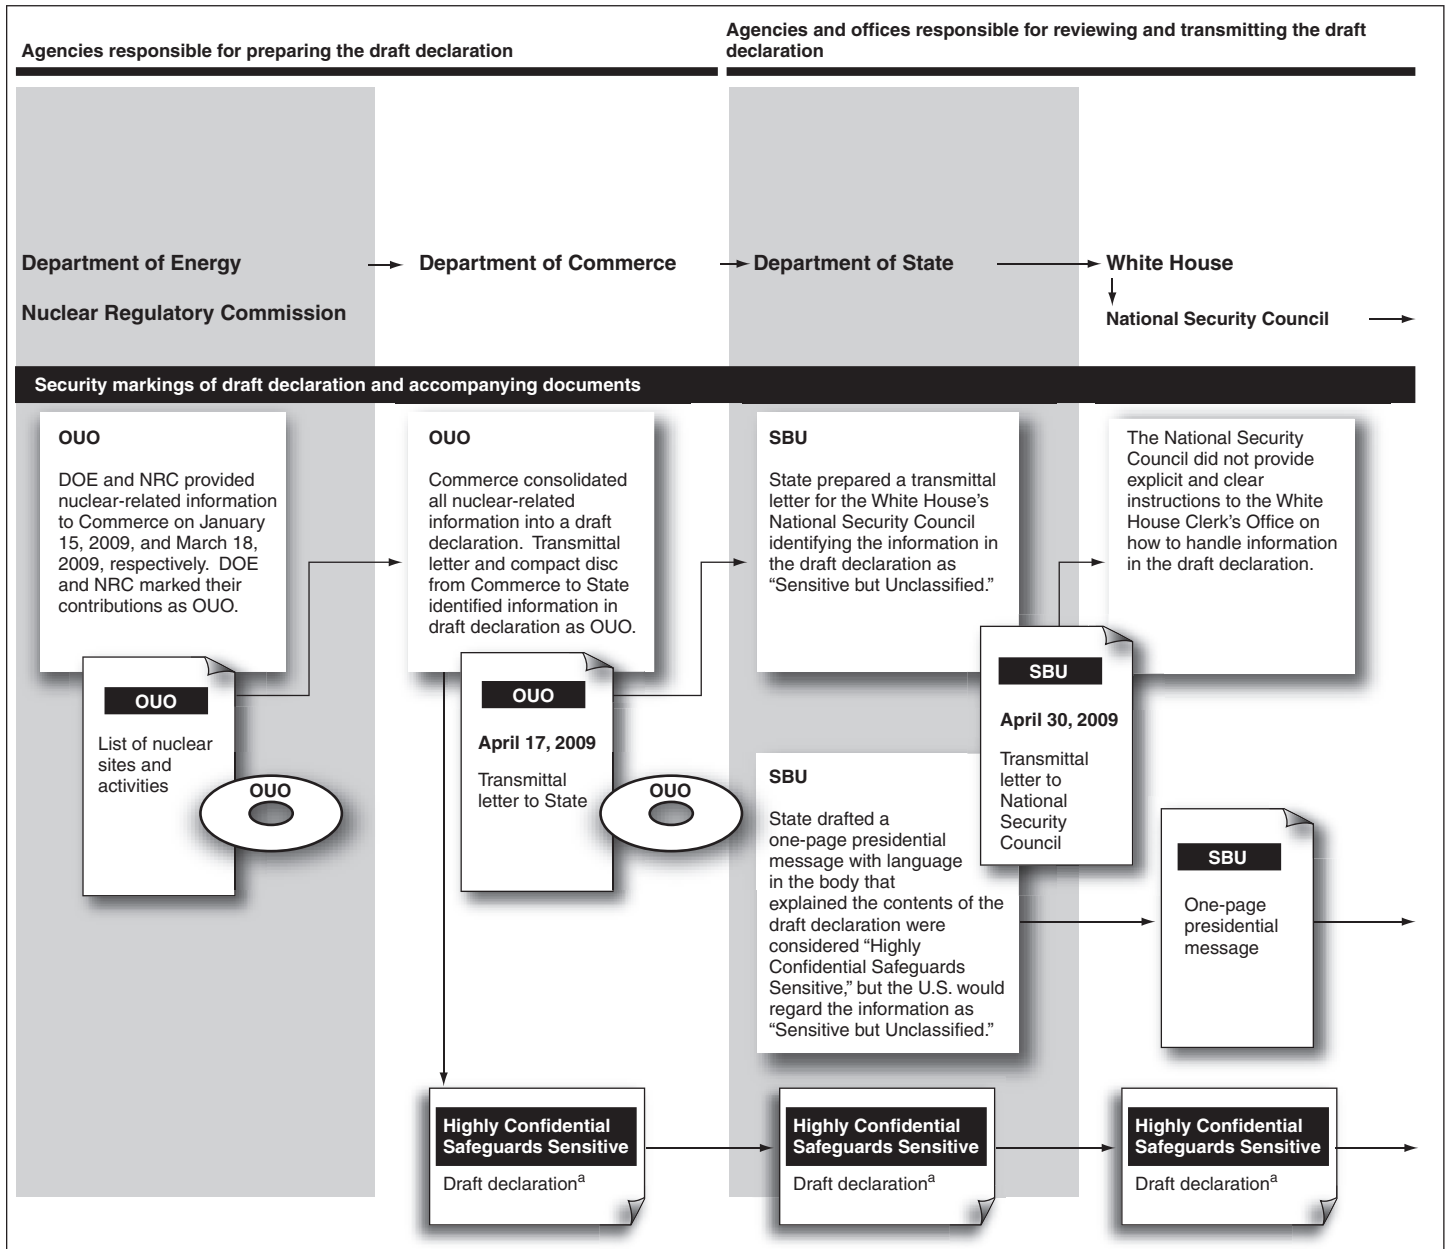 Agencies responsible for preparing the draft declaration
Agencies and offices responsible for reviewing and transmitting the draft
declaration
Department of Energy
Nuclear Regulatory Commission
Department of Commerce
Department of State
White House
National Security Council
Security markings of draft declaration and accompanying documents
OUO
DOE and NRC provided
nuclear-related information
to Commerce on January
15, 2009, and March 18,
2009, respectively. DOE
and NRC marked their
contributions as OUO.
OUO
List of nuclear
sites and
activities
OUO
OUO
Commerce consolidated
all nuclear-related
information into a draft
declaration. Transmittal
letter and compact disc
from Commerce to State
identified information in
draft declaration as OUO.
OUO
April 17, 2009
Transmittal
letter to State
OUO
SBU
State prepared a transmittal
letter for the White House's
National Security Council
identifying the information in
the draft declaration as
“Sensitive but Unclassified.”
SBU
April 30, 2009
Transmittal
letter to
National
Security
Council
The National Security
Council did not provide
explicit and clear
instructions to the White
House Clerk's Office on
how to handle information
in the draft declaration.
SBU
State drafted a
one-page presidential
message with language
in the body that
explained the contents of the
draft declaration were
considered “Highly
Confidential Safeguards
Sensitive,” but the U.S. would
regard the information as
“Sensitive but Unclassified.”
SBU
One-page
presidential
message
Highly Confidential
Safeguards Sensitive
Draft declarationa
Highly Confidential
Safeguards Sensitive
Draft declarationa
Highly Confidential
Safeguards Sensitive
Draft declarationa